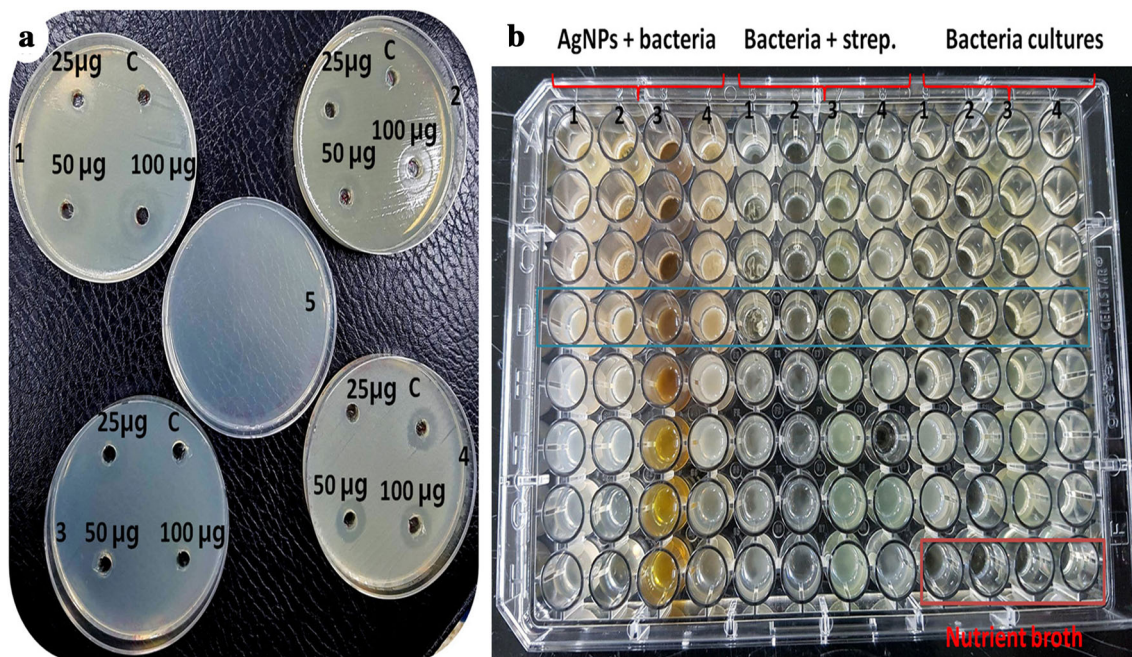 a
25µg C
1
50 µg 100 µg
25µg C
2
50 µg 100 µg
5
25µg C
3 50 µg 100 µg
25µg C
50 µg 100 µg 4
b
AgNPs + bacteria Bacteria + strep. Bacteria cultures
1 2 3 4 1 2 3 4 1 2 3 4
A
B
C
D
CELLSTAR®
Nutrient broth